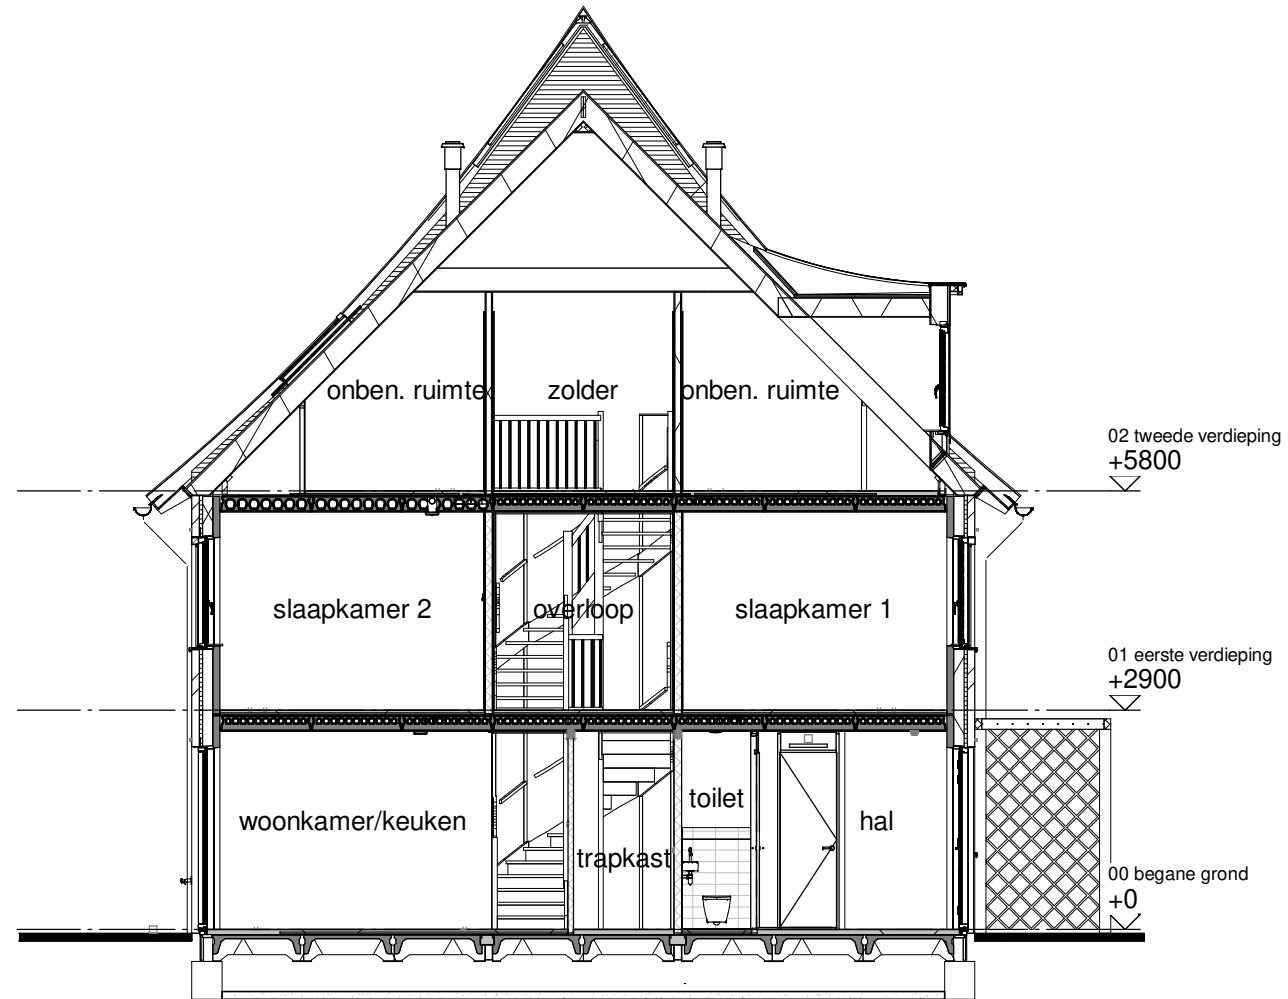 onben. ruimte
zolder
onben. ruimte
02 tweede verdieping
+5800
slaapkamer 2
overloop
slaapkamer 1
01 eerste verdieping
+2900
woonkamer/keuken
trapkast
toilet
hal
00 begane grond
+0